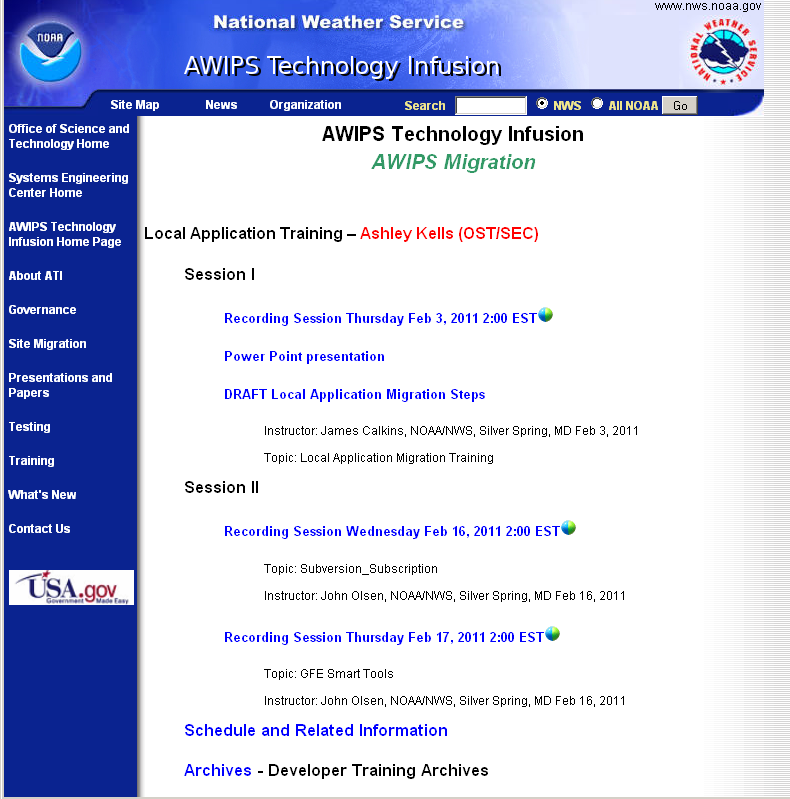 www.nws.noaa.gov
NOAA
National Weather Service
NATIONAL WEATHER SERVICE
AWIPS Technology Infusion
Site Map News Organization Search NWS All NOAA Go
Office of Science and
Technology Home
Systems Engineering
Center Home
AWIPS Technology
Infusion Home Page
About ATI
Governance
Site Migration
Presentations and
Papers
Testing
Training
What's New
Contact Us
USA.gov
Government Made Easy
AWIPS Technology Infusion
AWIPS Migration
Local Application Training – Ashley Kells (OST/SEC)
Session I
Recording Session Thursday Feb 3, 2011 2:00 EST
Power Point presentation
DRAFT Local Application Migration Steps
Instructor: James Calkins, NOAA/NWS, Silver Spring, MD Feb 3, 2011
Topic: Local Application Migration Training
Session II
Recording Session Wednesday Feb 16, 2011 2:00 EST
Topic: Subversion_Subscription
Instructor: John Olsen, NOAA/NWS, Silver Spring, MD Feb 16, 2011
Recording Session Thursday Feb 17, 2011 2:00 EST
Topic: GFE Smart Tools
Instructor: John Olsen, NOAA/NWS, Silver Spring, MD Feb 16, 2011
Schedule and Related Information
Archives - Developer Training Archives